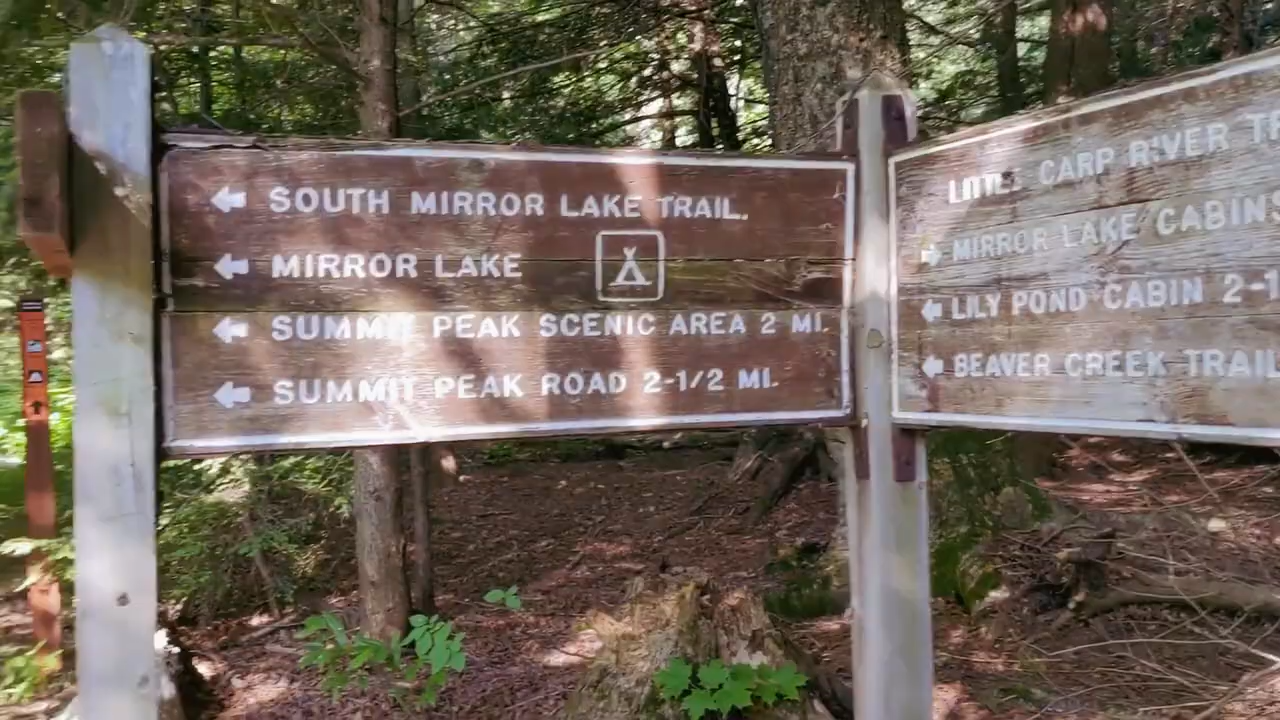 SOUTH MIRROR LAKE TRAIL.
MIRROR LAKE
SUMMIT PEAK SCENIC AREA 2 MI.
SUMMIT PEAK ROAD 2-1/2 MI.
LITTLE CARP RIVER
MIRROR LAKE CABINS
LILY POND CABIN 2-1
BEAVER CREEK TRAIL